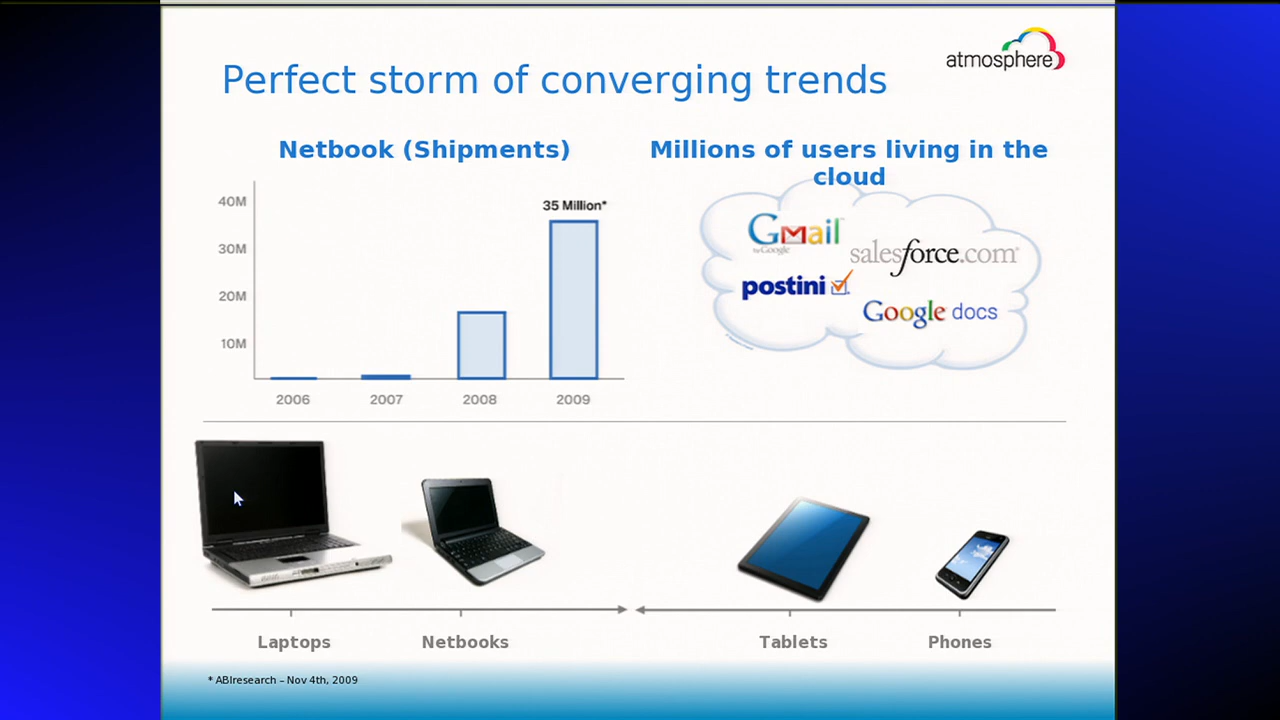 atmosphere
Perfect storm of converging trends
Netbook (Shipments)
40M
30M
20M
10M
35 Million*
2006 2007 2008 2009
Millions of users living in the
cloud
Gmail
by Google
salesforce.com
postini
Google docs
Laptops Netbooks Tablets Phones
* ABIresearch – Nov 4th, 2009